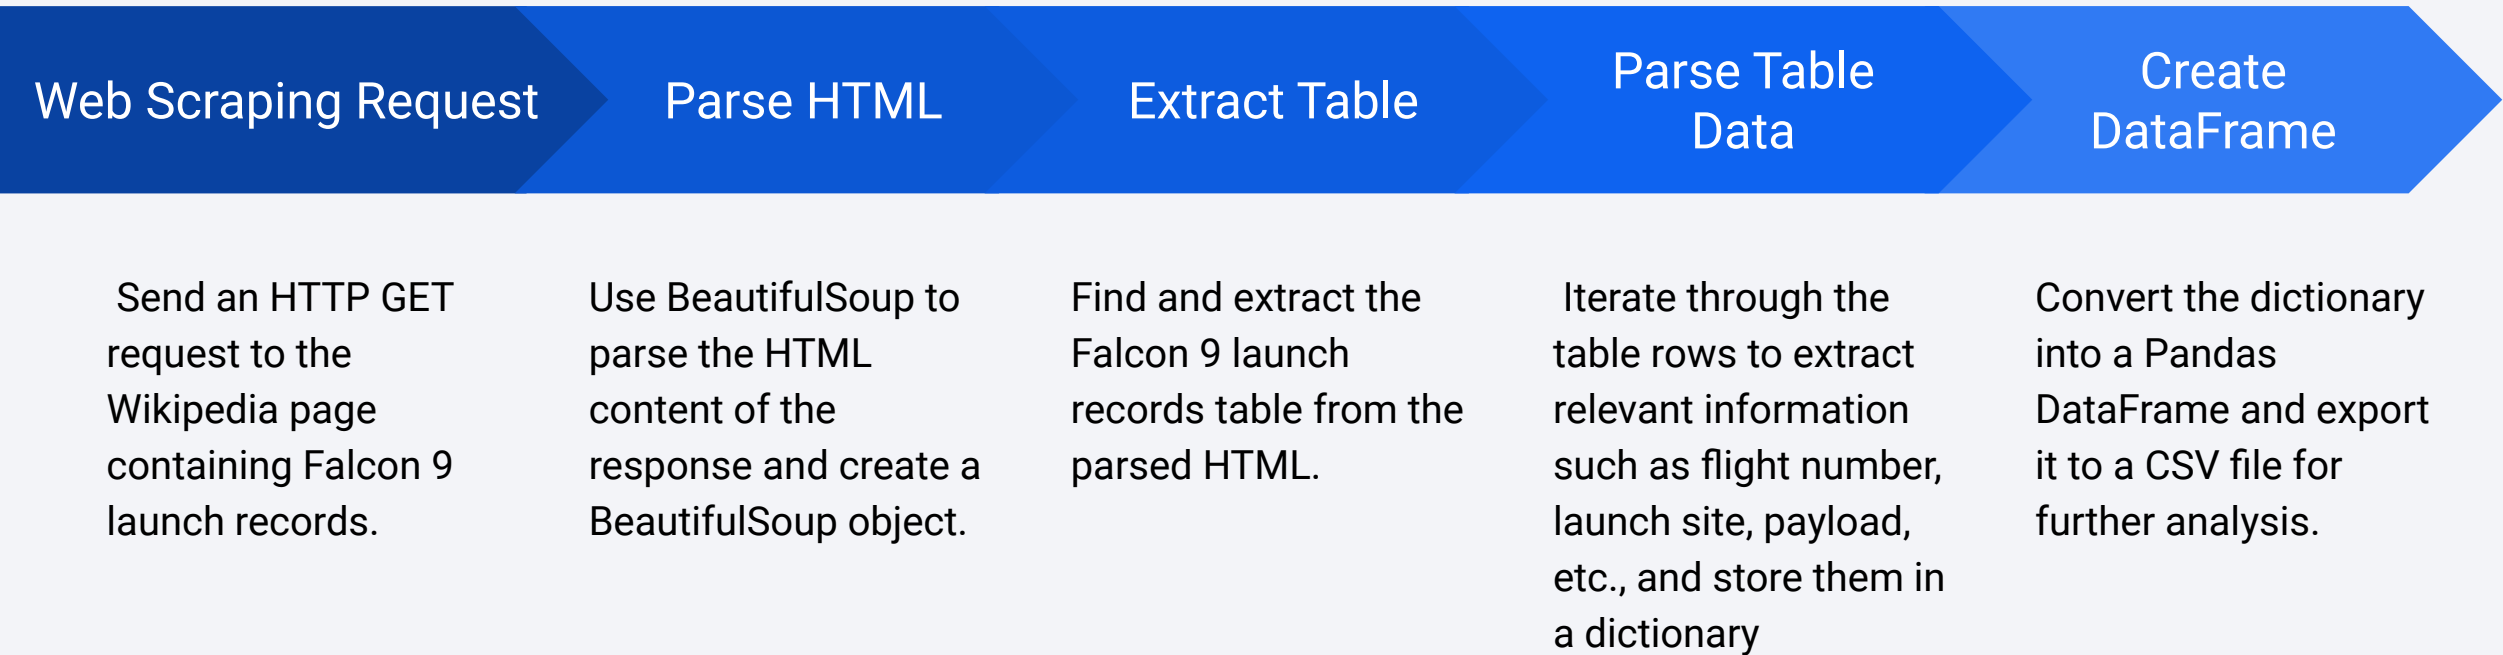 Web Scraping Request
Parse HTML
Extract Table
Parse Table
Data
Create
DataFrame
Send an HTTP GET
request to the
Wikipedia page
containing Falcon 9
launch records.
Use BeautifulSoup to
parse the HTML
content of the
response and create a
BeautifulSoup object.
Find and extract the
Falcon 9 launch
records table from the
parsed HTML.
Iterate through the
table rows to extract
relevant information
such as flight number,
launch site, payload,
etc., and store them in
a dictionary
Convert the dictionary
into a Pandas
DataFrame and export
it to a CSV file for
further analysis.